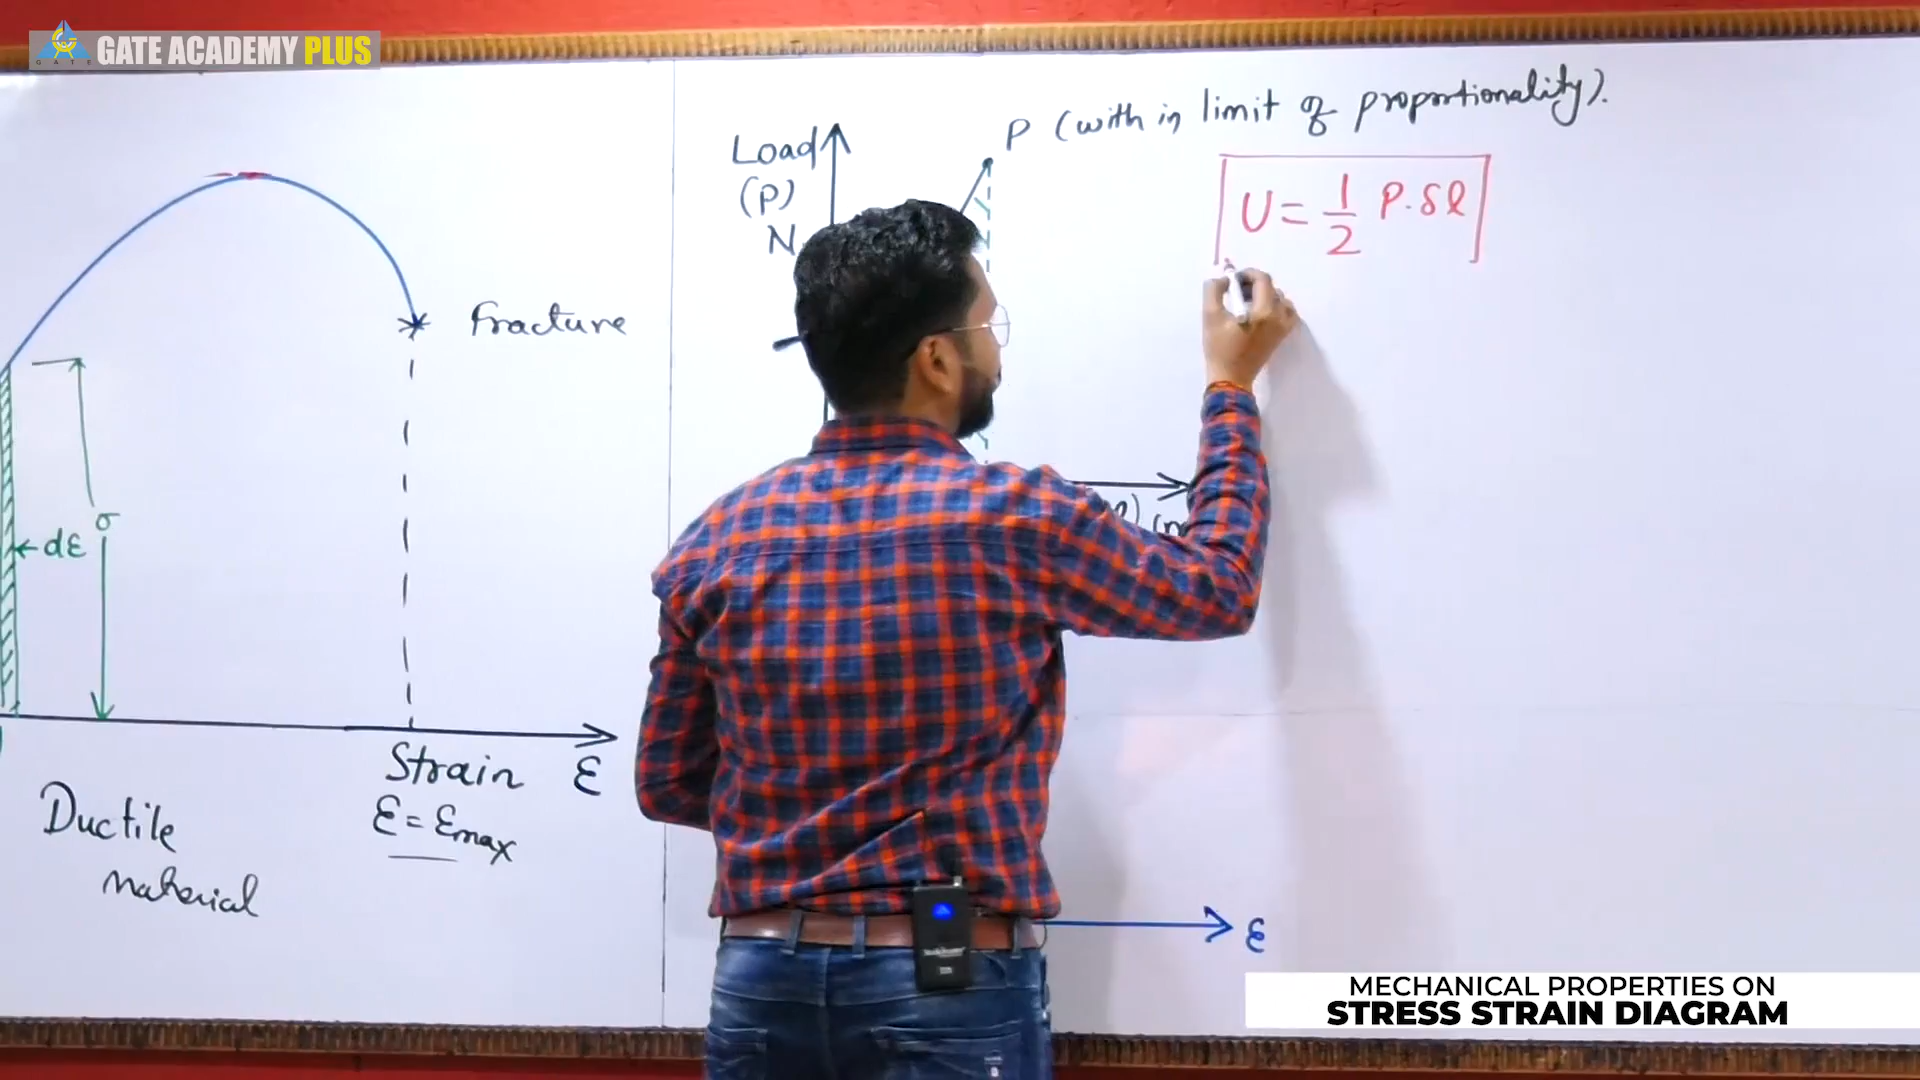 GATE ACADEMY PLUS
GATE
Fracture
dε
σ
Strain ε
ε = εmax
Ductile
material
P (with in limit of proportionality).
Load
(P)
N
U = 1/2 P.δl
ε
MECHANICAL PROPERTIES ON
STRESS STRAIN DIAGRAM